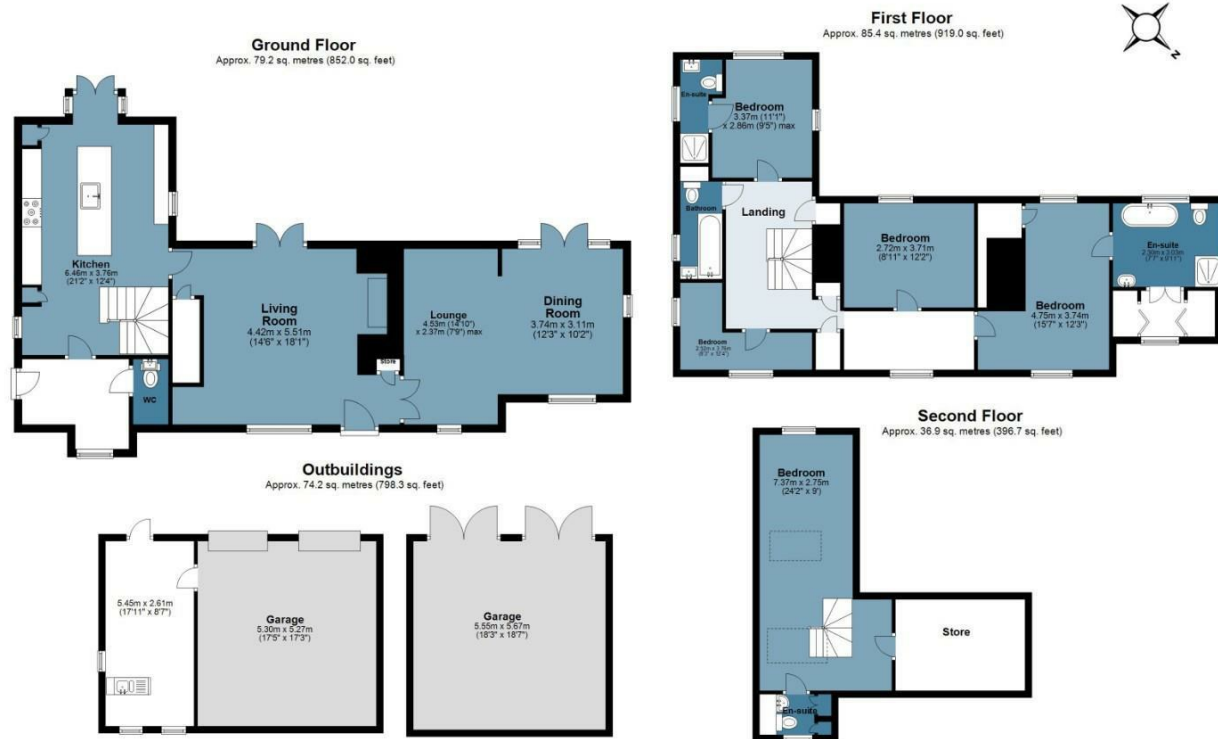 Ground Floor
Approx. 79.2 sq. metres (852.0 sq. feet)
Kitchen
6.46m x 3.76m
(21'2" x 12'4")
WC
Living
Room
4.42m x 5.51m
(14'6" x 18'1")
Store
Lounge
4.53m (14'10")
x 2.37m (7'9") max
Dining
Room
3.74m x 3.11m
(12'3" x 10'2")
First Floor
Approx. 85.4 sq. metres (919.0 sq. feet)
N
En-suite
Bedroom
3.37m (11'1")
x 2.86m (9'5") max
Bathroom
Landing
Bedroom
2.72m x 3.71m
(8'11" x 12'2")
En-suite
Bedroom
4.75m x 3.74m
(15'7" x 12'3")
Bedroom
Outbuildings
Approx. 74.2 sq. metres (798.3 sq. feet)
5.45m x 2.61m
(17'11" x 8'7")
Garage
5.30m x 5.27m
(17'5" x 17'3")
Garage
5.55m x 5.67m
(18'3" x 18'7")
Second Floor
Approx. 36.9 sq. metres (396.7 sq. feet)
Bedroom
7.37m x 2.75m
(24'2" x 9')
Store
En-suite